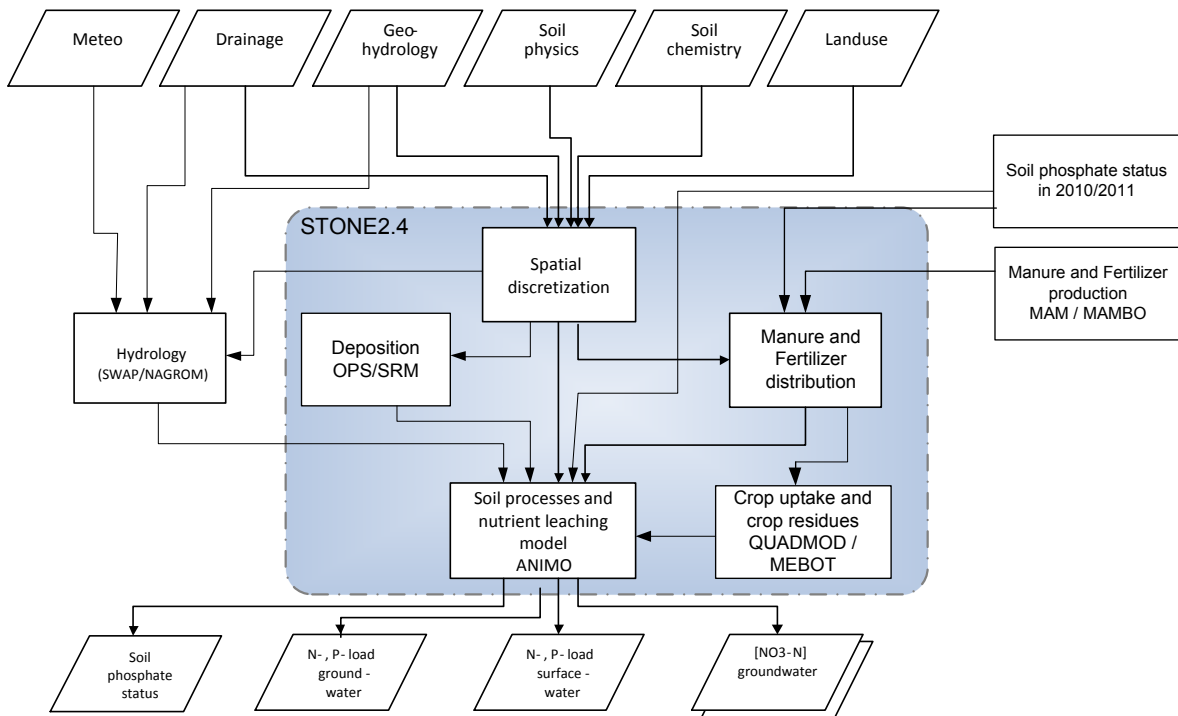 Meteo
Drainage
Geo-
hydrology
Soil
physics
Soil
chemistry
Landuse
Soil phosphate status
in 2010/2011
STONE2.4
Spatial
discretization
Manure and Fertilizer
production
MAM / MAMBO
Hydrology
(SWAP/NAGROM)
Deposition
OPS/SRM
Manure and
Fertilizer
distribution
Soil processes and
nutrient leaching
model
ANIMO
Crop uptake and
crop residues
QUADMOD /
MEBOT
Soil
phosphate
status
N- , P- load
ground -
water
N- , P- load
surface -
water
[NO3-N]
groundwater